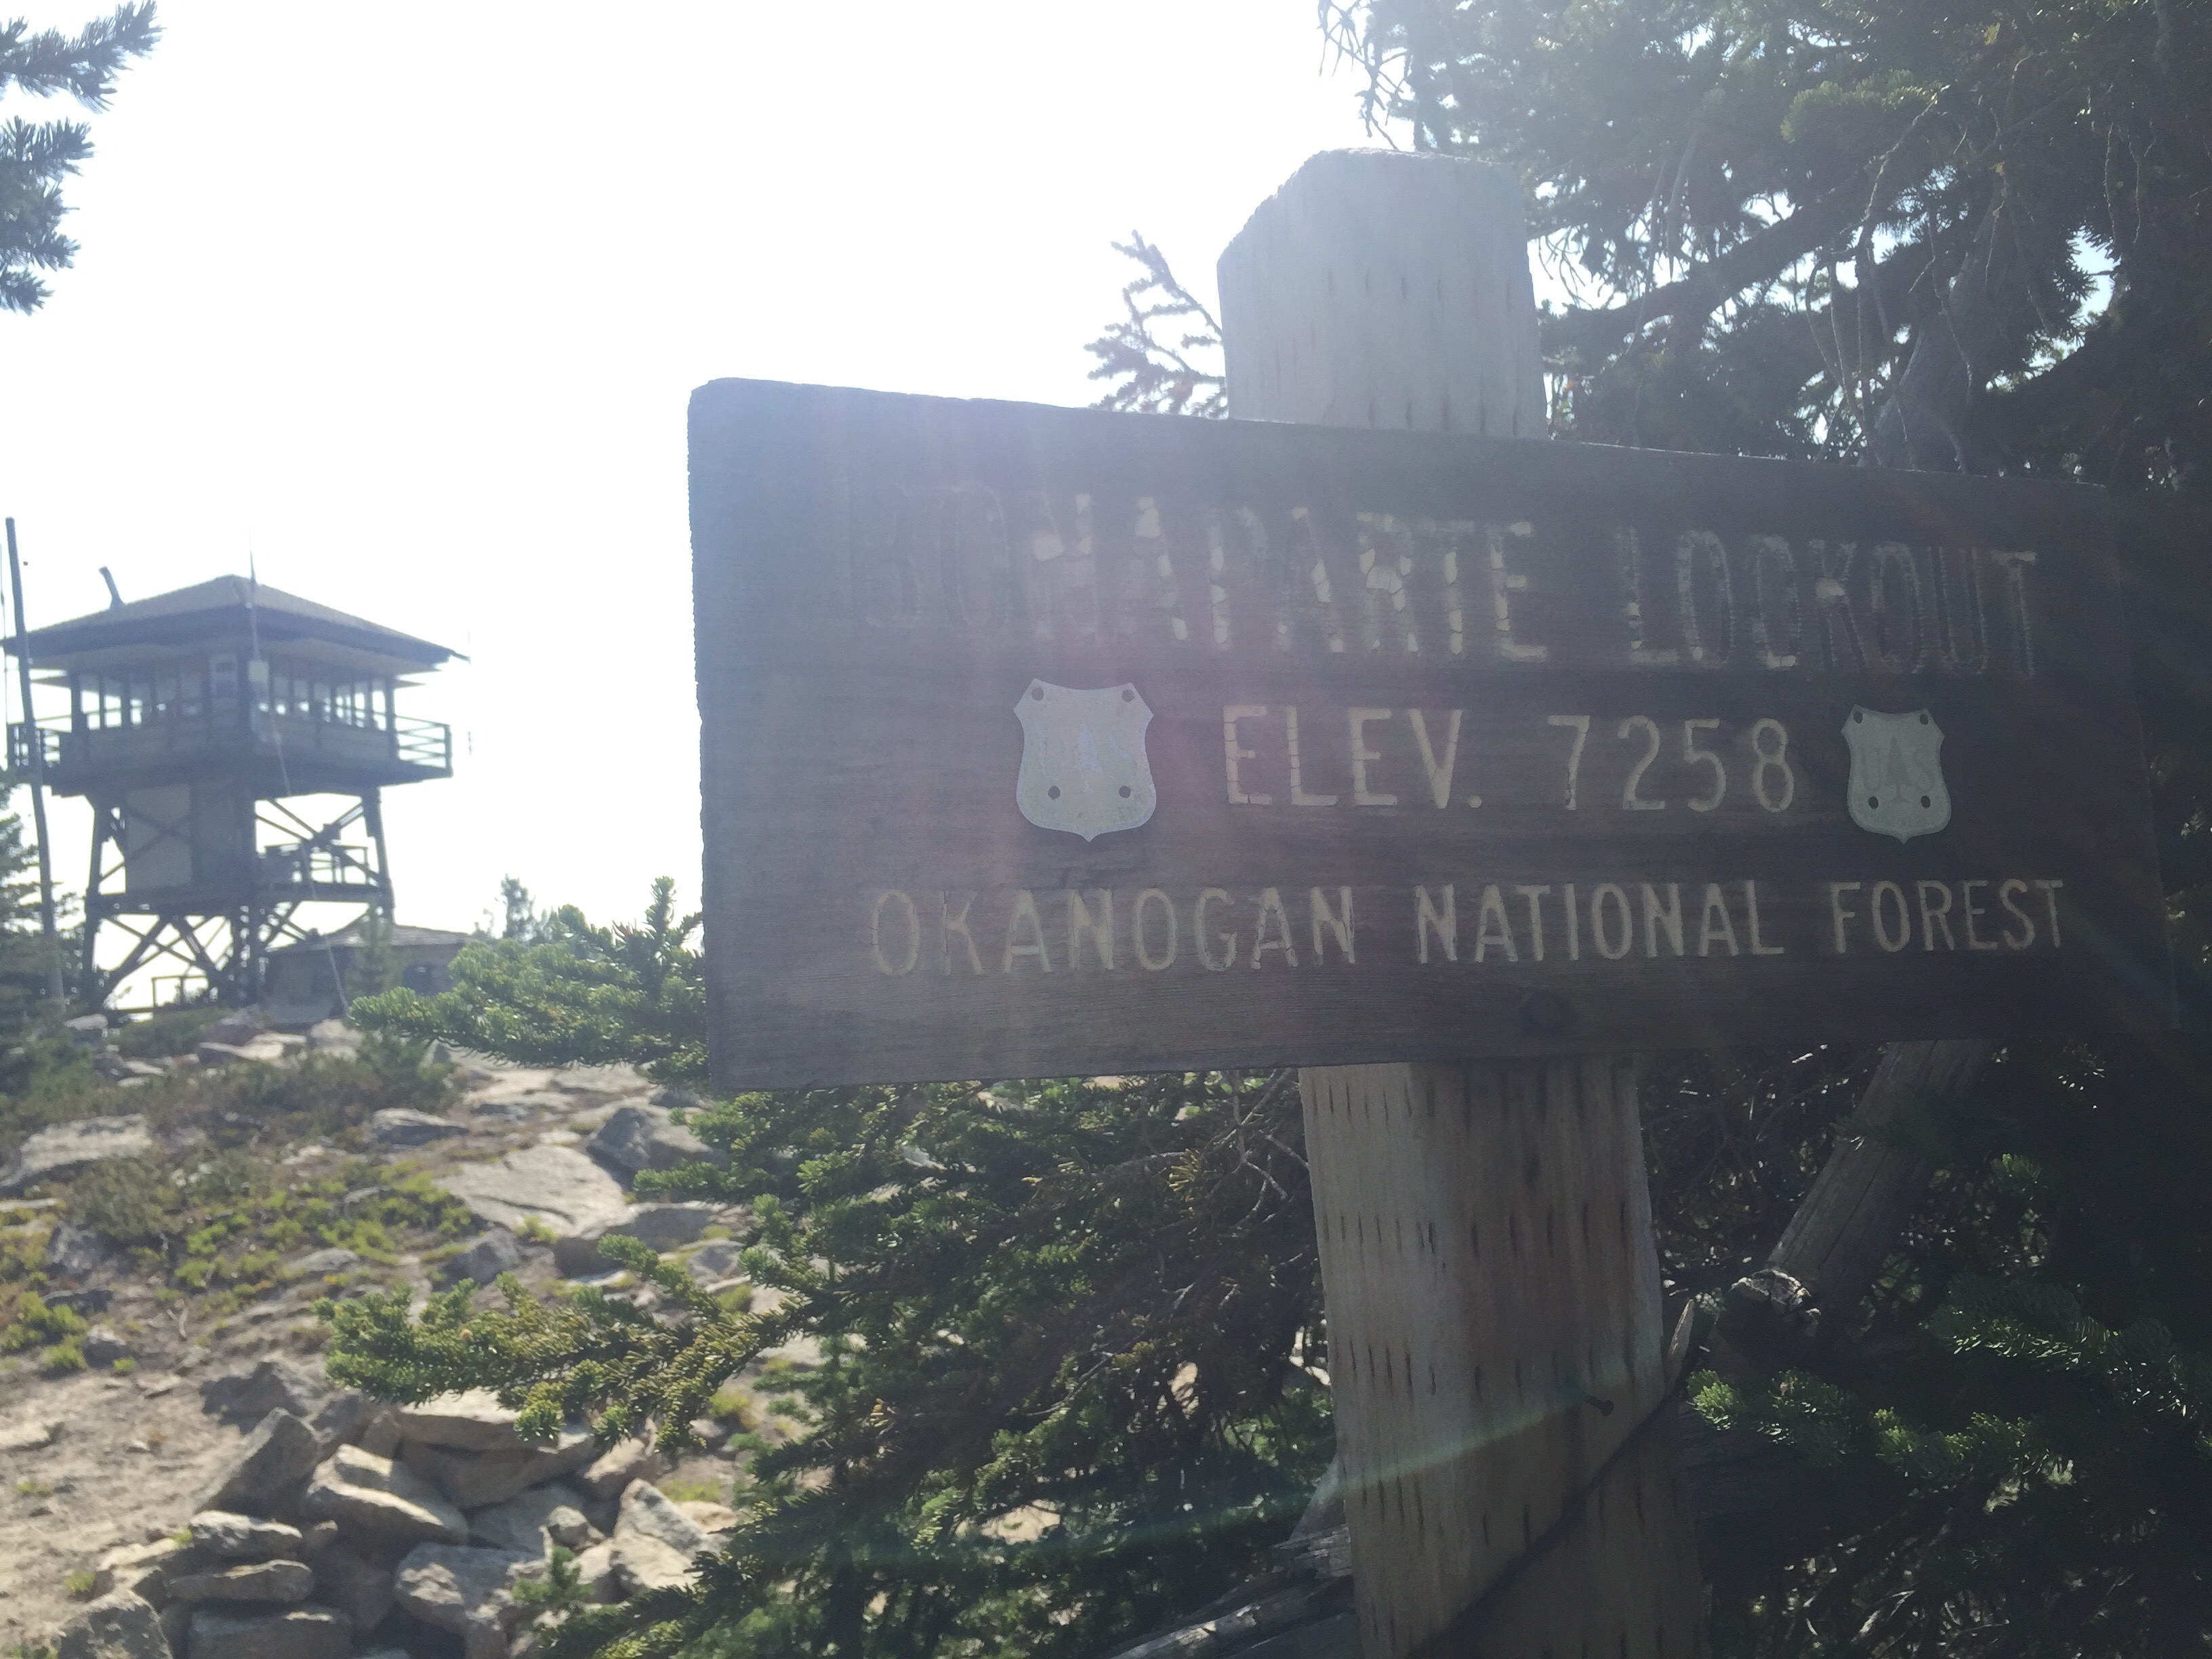 BONAPARTE LOOKOUT
ELEV. 7258
U S
OKANOGAN NATIONAL FOREST